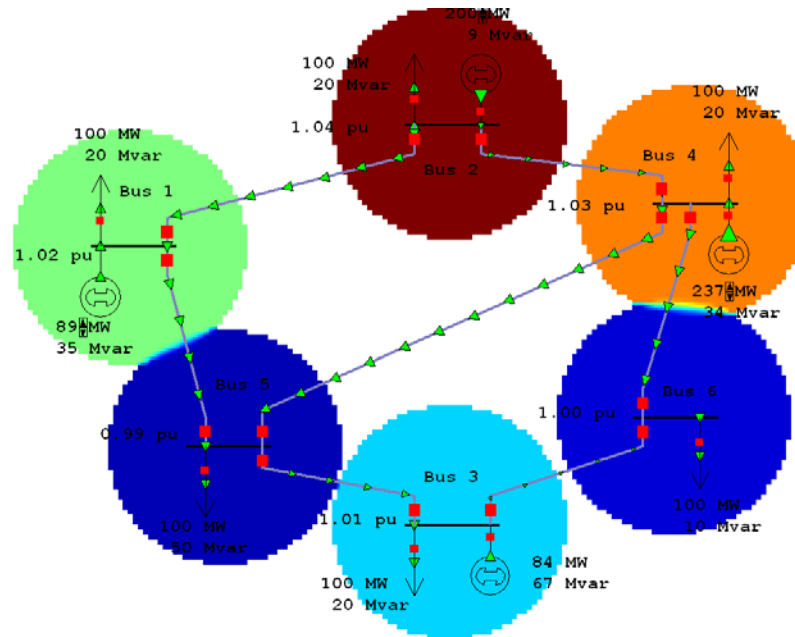 200 MW
9 Mvar
100 MW
20 Mvar
1.04 pu
Bus 2
100 MW
20 Mvar
Bus 4
1.03 pu
237 MW
34 Mvar
100 MW
20 Mvar
Bus 1
1.02 pu
89 MW
35 Mvar
Bus 5
0.99 pu
100 MW
50 Mvar
Bus 3
1.01 pu
100 MW
20 Mvar
84 MW
67 Mvar
Bus 6
1.00 pu
100 MW
10 Mvar